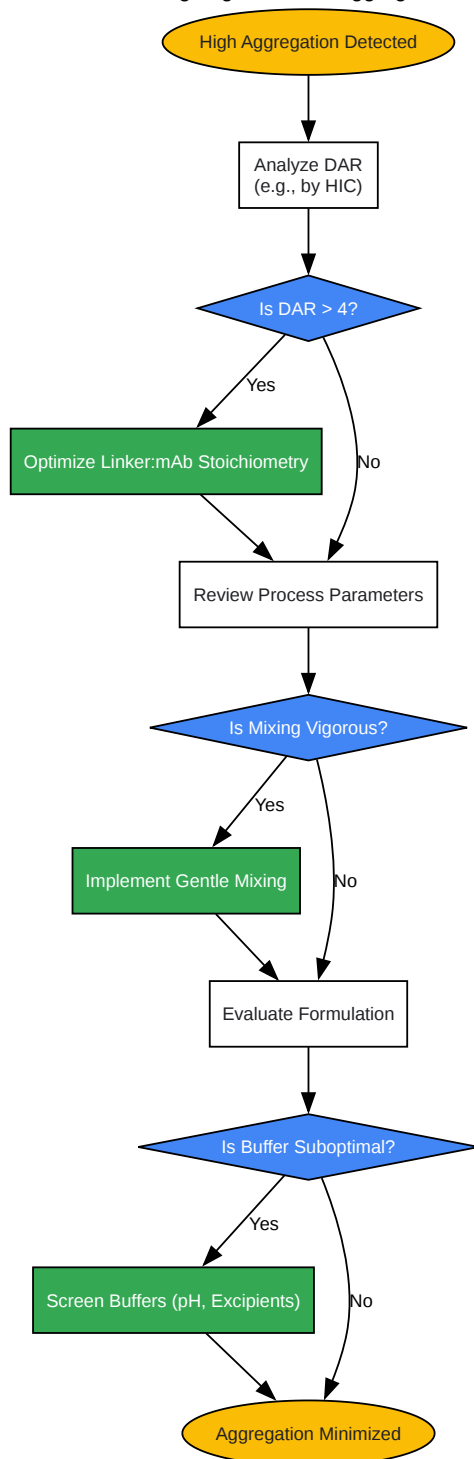 High Aggregation Detected
Analyze DAR
(e.g., by HIC)
Is DAR > 4?
Yes
Optimize Linker:mAb Stoichiometry
No
Review Process Parameters
Is Mixing Vigorous?
Yes
Implement Gentle Mixing
No
Evaluate Formulation
Is Buffer Suboptimal?
Yes
Screen Buffers (pH, Excipients)
No
Aggregation Minimized